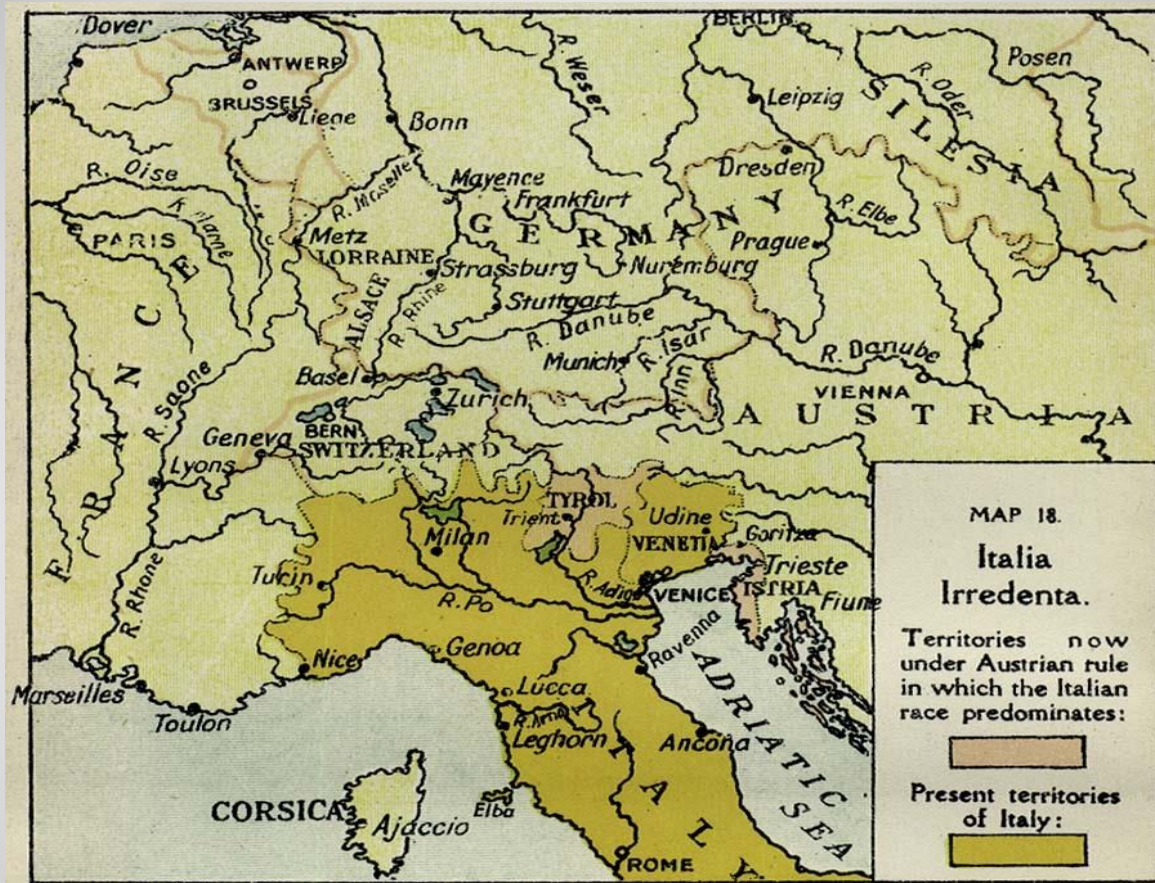 Dover
ANTWERP
BRUSSELS
Liege
Bonn
R. Weser
BERLIN
Leipzig
R. Oder
Posen
SILESIA
Dresden
R. Elbe
Prague
R. Oise
PARIS
R. Moselle
Metz
LORRAINE
ALSACE
Mayence
Frankfurt
GERMANY
Strassburg
Nuremburg
R. Rhine
Stuttgart
R. Danube
Munich
R. Isar
R. Inn
R. Danube
VIENNA
AUSTRIA
FRANCE
R. Saone
Basel
Zurich
BERN
SWITZERLAND
Geneva
Lyons
R. Rhone
TYROL
Trient
Udine
VENETIA
Goritza
Trieste
ISTRIA
Fiume
Milan
Turin
R. Po
R. Adige
VENICE
Ravenna
Genoa
Nice
Marseilles
Toulon
Lucca
R. Arno
Leghorn
Ancona
ADRIATIC SEA
ITALY
CORSICA
Ajaccio
Elba
ROME
MAP 18.
Italia
Irredenta.
Territories now
under Austrian rule
in which the Italian
race predominates:
Present territories
of Italy: